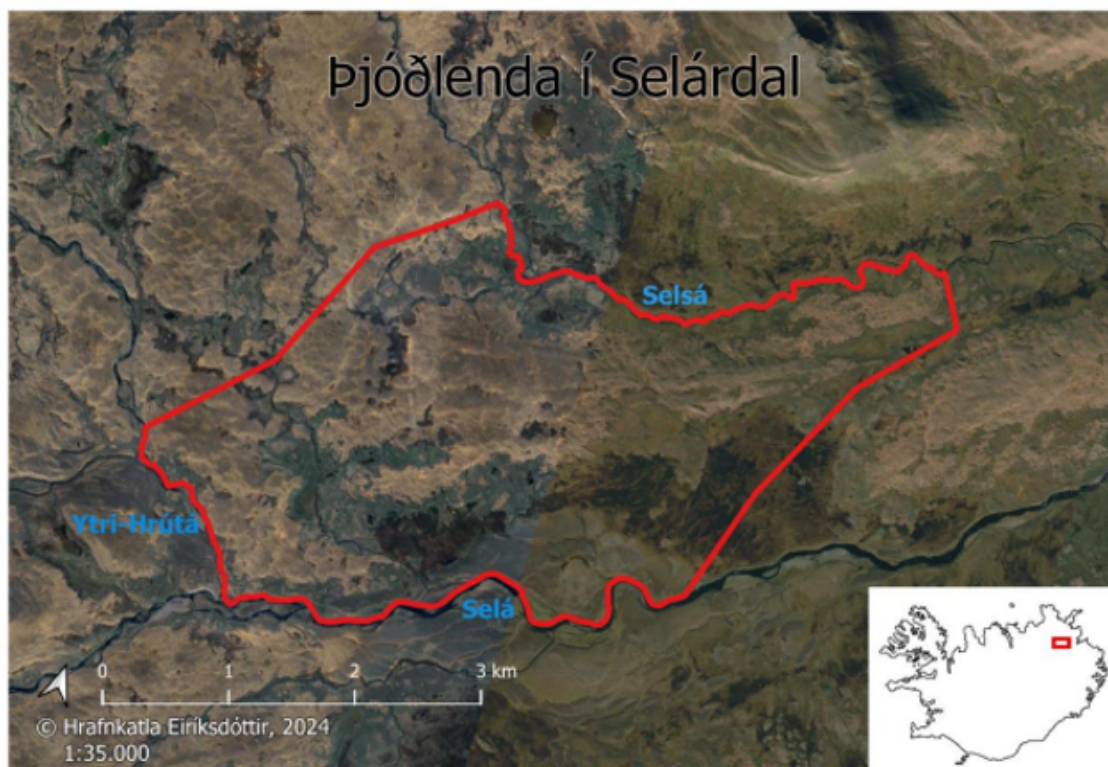 Þjóðlenda í Selárdal
Selsá
Ytri-Hrútá
Selá
0 1 2 3 km
© Hrafnkatla Eiríksdóttir, 2024
1:35.000